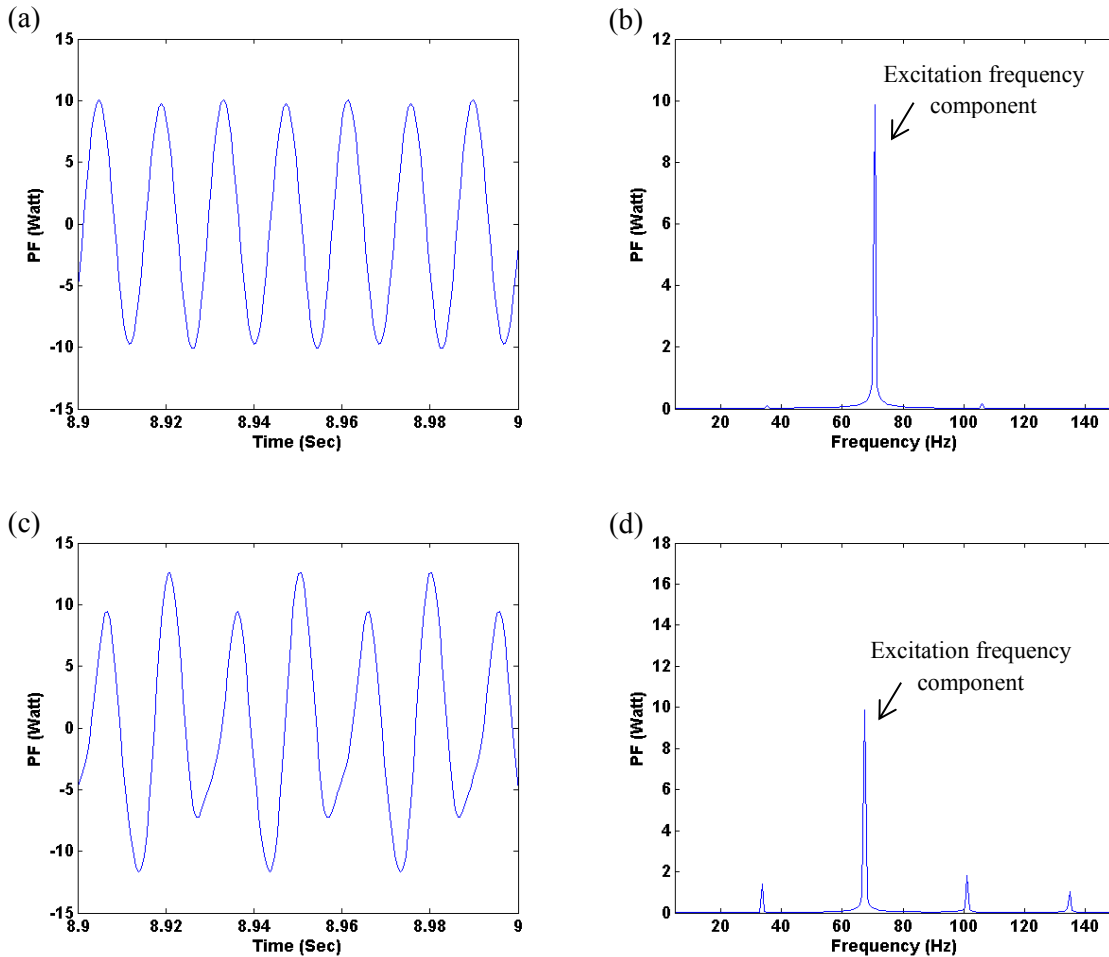 (a)
15
10
5
0
-5
-10
-15
PF (Watt)
8.9 8.92 8.94 8.96 8.98 9
Time (Sec)
(b)
12
10
8
6
4
2
0
PF (Watt)
Excitation frequency
component
20 40 60 80 100 120 140
Frequency (Hz)
(c)
15
10
5
0
-5
-10
-15
PF (Watt)
8.9 8.92 8.94 8.96 8.98 9
Time (Sec)
(d)
18
16
14
12
10
8
6
4
2
0
PF (Watt)
Excitation frequency
component
20 40 60 80 100 120 140
Frequency (Hz)